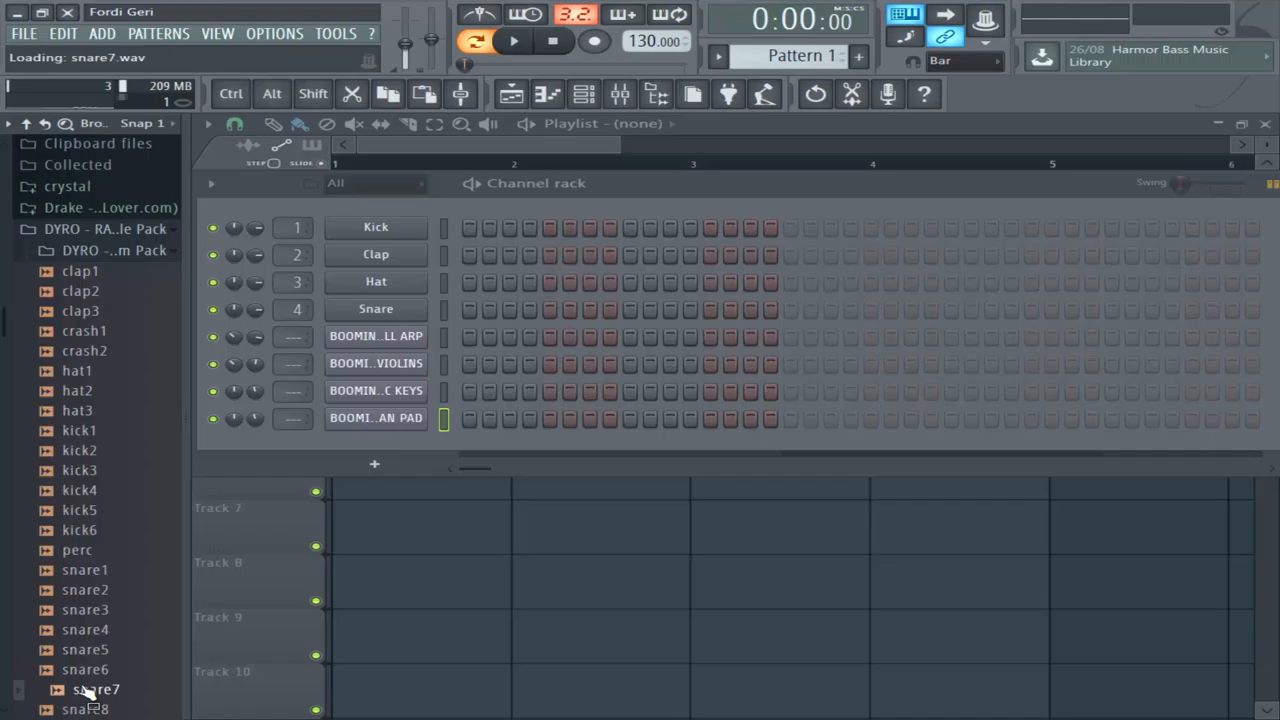 Fordi Geri
FILE EDIT ADD PATTERNS VIEW OPTIONS TOOLS ?
Loading: snare7.wav
3.2
130.000
0:00:00
M:S:CS
Pattern 1
Bar
26/08 Harmor Bass Music
Library
3
209 MB
1
Ctrl Alt Shift
Bro.. Snap 1
Playlist - (none)
Clipboard files
Collected
crystal
Drake -..Lover.com)
DYRO - RA..le Pack
DYRO -..m Pack
clap1
clap2
clap3
crash1
crash2
hat1
hat2
hat3
kick1
kick2
kick3
kick4
kick5
kick6
perc
snare1
snare2
snare3
snare4
snare5
snare6
snare7
snare8
STEP SLIDE
1 2 3 4 5 6
All
Channel rack
Swing
1 Kick
2 Clap
3 Hat
4 Snare
--- BOOMIN..LL ARP
--- BOOMI..VIOLINS
--- BOOMIN..C KEYS
--- BOOMI..AN PAD
+
Track 7
Track 8
Track 9
Track 10